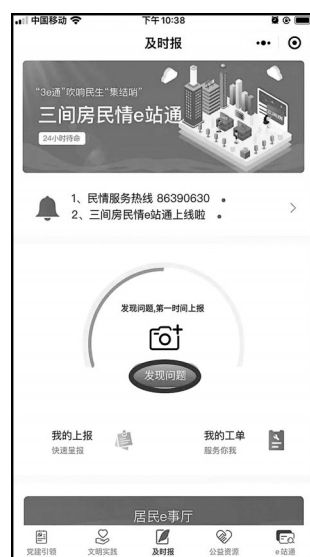 中国移动 下午10:38
及时报
“3e通”吹响民生“集结哨”
三间房民情e站通
24小时待命
1、民情服务热线 86390630
2、三间房民情e站通上线啦
发现问题,第一时间上报
发现问题
我的上报 我的工单
快速呈报 服务你我
居民e事厅
党建引领 文明实践 及时报 公益资源 e站通